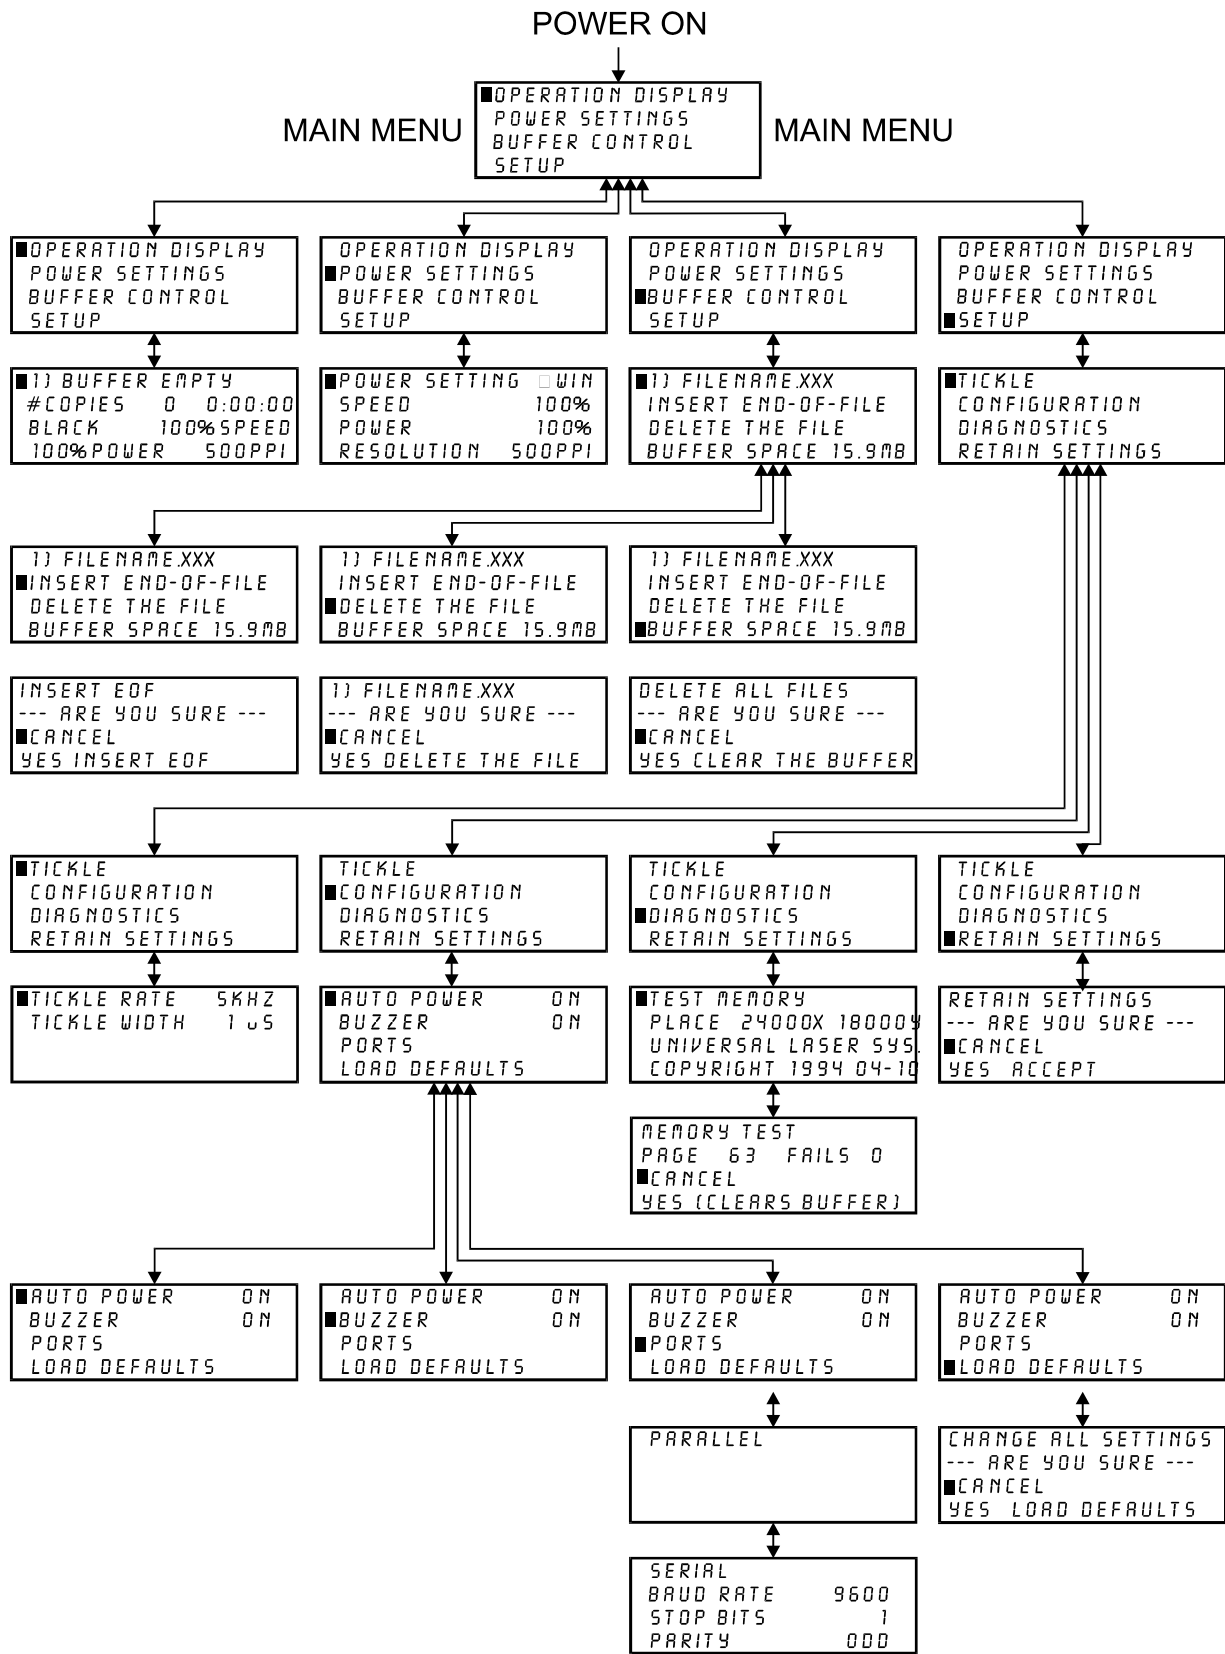 POWER ON
OPERATION DISPLAY
POWER SETTINGS
BUFFER CONTROL
SETUP
MAIN MENU
MAIN MENU
OPERATION DISPLAY
POWER SETTINGS
BUFFER CONTROL
SETUP
OPERATION DISPLAY
POWER SETTINGS
BUFFER CONTROL
SETUP
OPERATION DISPLAY
POWER SETTINGS
BUFFER CONTROL
SETUP
OPERATION DISPLAY
POWER SETTINGS
BUFFER CONTROL
SETUP
1) BUFFER EMPTY
#COPIES 0 0:00:00
BLACK 100% SPEED
100% POWER 500PPI
POWER SETTING WIN
SPEED 100%
POWER 100%
RESOLUTION 500PPI
1) FILENAME.XXX
INSERT END-OF-FILE
DELETE THE FILE
BUFFER SPACE 15.9MB
TICKLE
CONFIGURATION
DIAGNOSTICS
RETAIN SETTINGS
1) FILENAME.XXX
INSERT END-OF-FILE
DELETE THE FILE
BUFFER SPACE 15.9MB
1) FILENAME.XXX
INSERT END-OF-FILE
DELETE THE FILE
BUFFER SPACE 15.9MB
1) FILENAME.XXX
INSERT END-OF-FILE
DELETE THE FILE
BUFFER SPACE 15.9MB
INSERT EOF
--- ARE YOU SURE ---
CANCEL
YES INSERT EOF
1) FILENAME.XXX
--- ARE YOU SURE ---
CANCEL
YES DELETE THE FILE
DELETE ALL FILES
--- ARE YOU SURE ---
CANCEL
YES CLEAR THE BUFFER
TICKLE
CONFIGURATION
DIAGNOSTICS
RETAIN SETTINGS
TICKLE
CONFIGURATION
DIAGNOSTICS
RETAIN SETTINGS
TICKLE
CONFIGURATION
DIAGNOSTICS
RETAIN SETTINGS
TICKLE
CONFIGURATION
DIAGNOSTICS
RETAIN SETTINGS
TICKLE RATE 5KHZ
TICKLE WIDTH 1 uS
AUTO POWER ON
BUZZER ON
PORTS
LOAD DEFAULTS
TEST MEMORY
PLACE 24000X 18000Y
UNIVERSAL LASER SYS.
COPYRIGHT 1994 04-10
RETAIN SETTINGS
--- ARE YOU SURE ---
CANCEL
YES ACCEPT
MEMORY TEST
PAGE 63 FAILS 0
CANCEL
YES (CLEARS BUFFER)
AUTO POWER ON
BUZZER ON
PORTS
LOAD DEFAULTS
AUTO POWER ON
BUZZER ON
PORTS
LOAD DEFAULTS
AUTO POWER ON
BUZZER ON
PORTS
LOAD DEFAULTS
AUTO POWER ON
BUZZER ON
PORTS
LOAD DEFAULTS
PARALLEL
CHANGE ALL SETTINGS
--- ARE YOU SURE ---
CANCEL
YES LOAD DEFAULTS
SERIAL
BAUD RATE 9600
STOP BITS 1
PARITY ODD